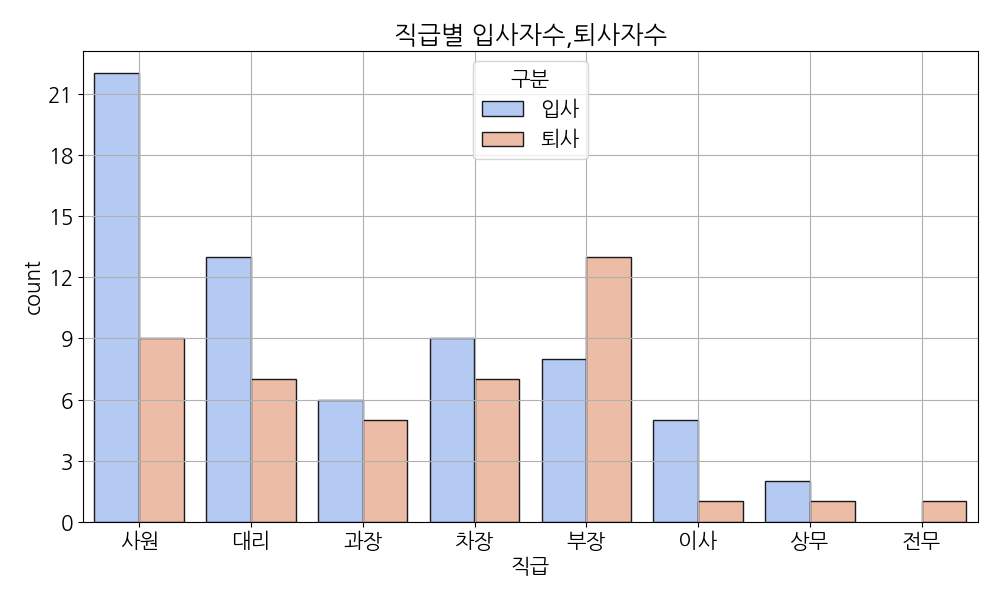 직급별 입사자수,퇴사자수
구분
입사
퇴사
count
21
18
15
12
9
6
3
0
사원 대리 과장 차장 부장 이사 상무 전무
직급